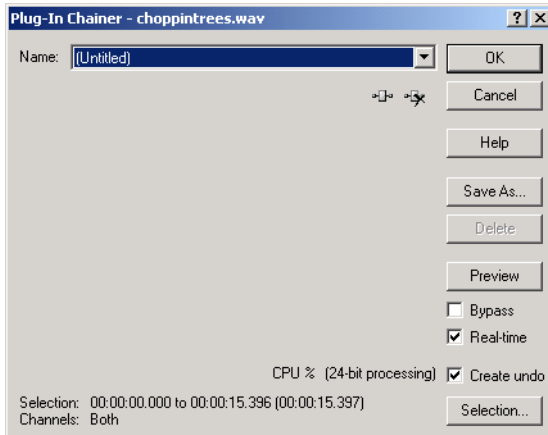 Plug-In Chainer - choppintrees.wav
Name: (Untitled)
OK
Cancel
Help
Save As...
Delete
Preview
Bypass
Real-time
CPU % (24-bit processing)
Create undo
Selection: 00:00:00.000 to 00:00:15.396 (00:00:15.397)
Channels: Both
Selection...